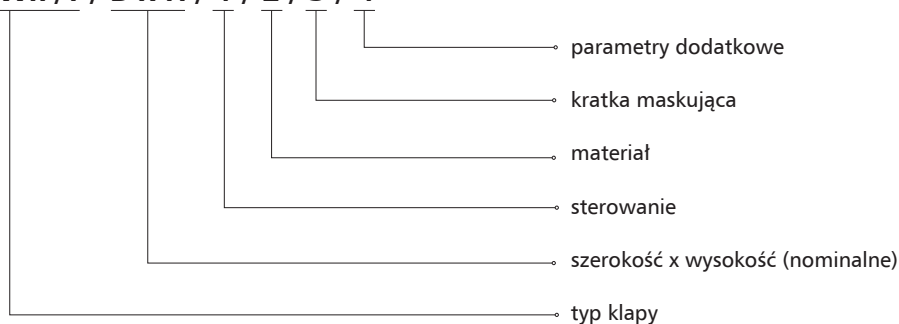 parametry dodatkowe
kratka maskująca
materiał
sterowanie
szerokość x wysokość (nominalne)
typ klapy